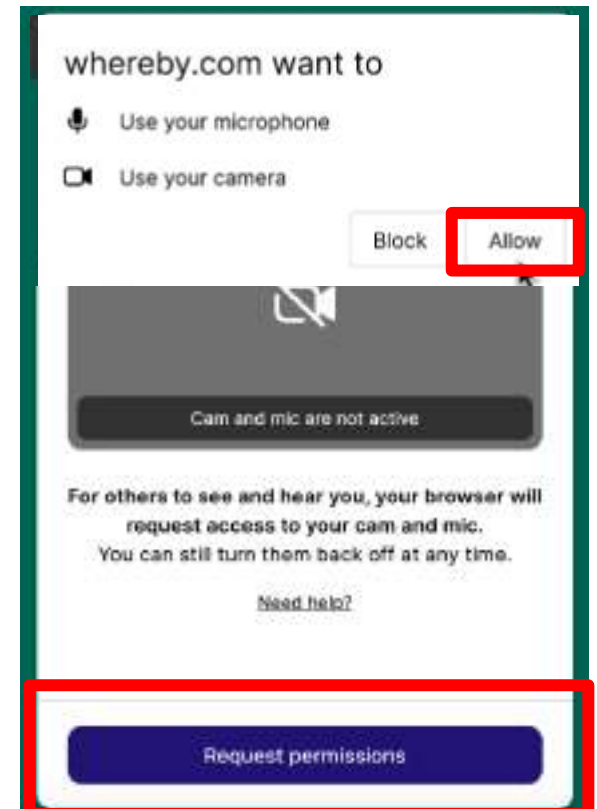 whereby.com want to
Use your microphone
Use your camera
Block Allow
Cam and mic are not active
For others to see and hear you, your browser will
request access to your cam and mic.
You can still turn them back off at any time.
Need help?
Request permissions